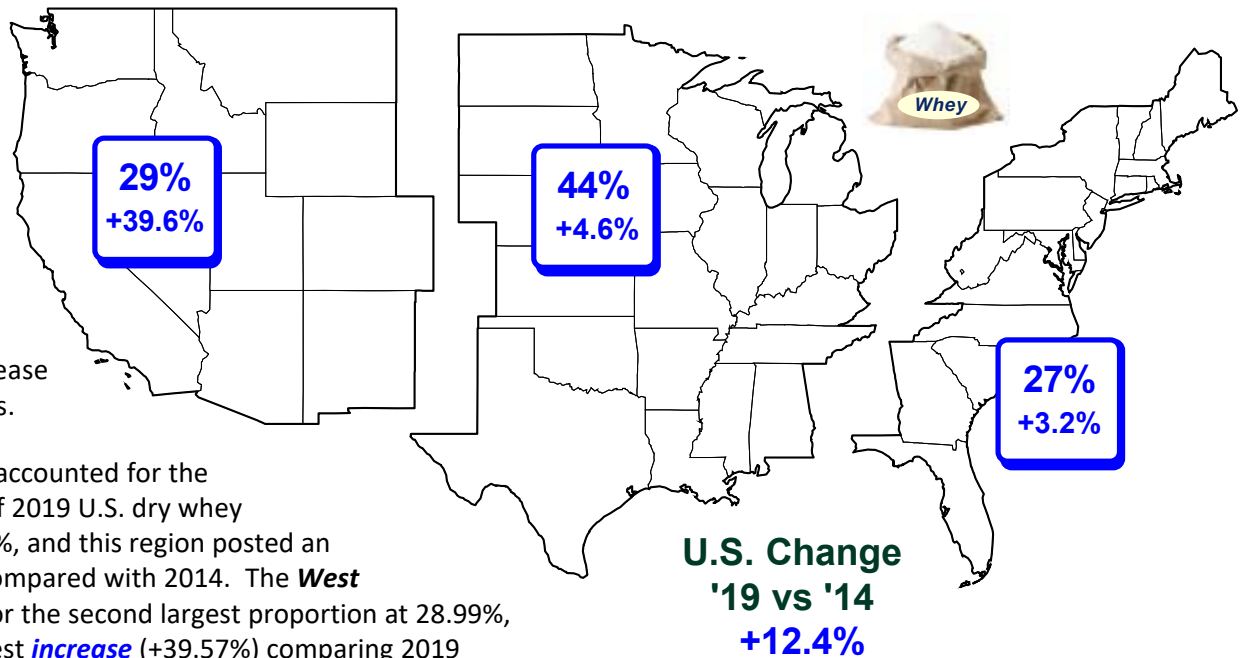 Whey
29%
+39.6%
44%
+4.6%
27%
+3.2%
ease
s.
accounted for the
f 2019 U.S. dry whey
%, and this region posted an
ompared with 2014. The West
or the second largest proportion at 28.99%,
est increase (+39.57%) comparing 2019
U.S. Change
'19 vs '14
+12.4%